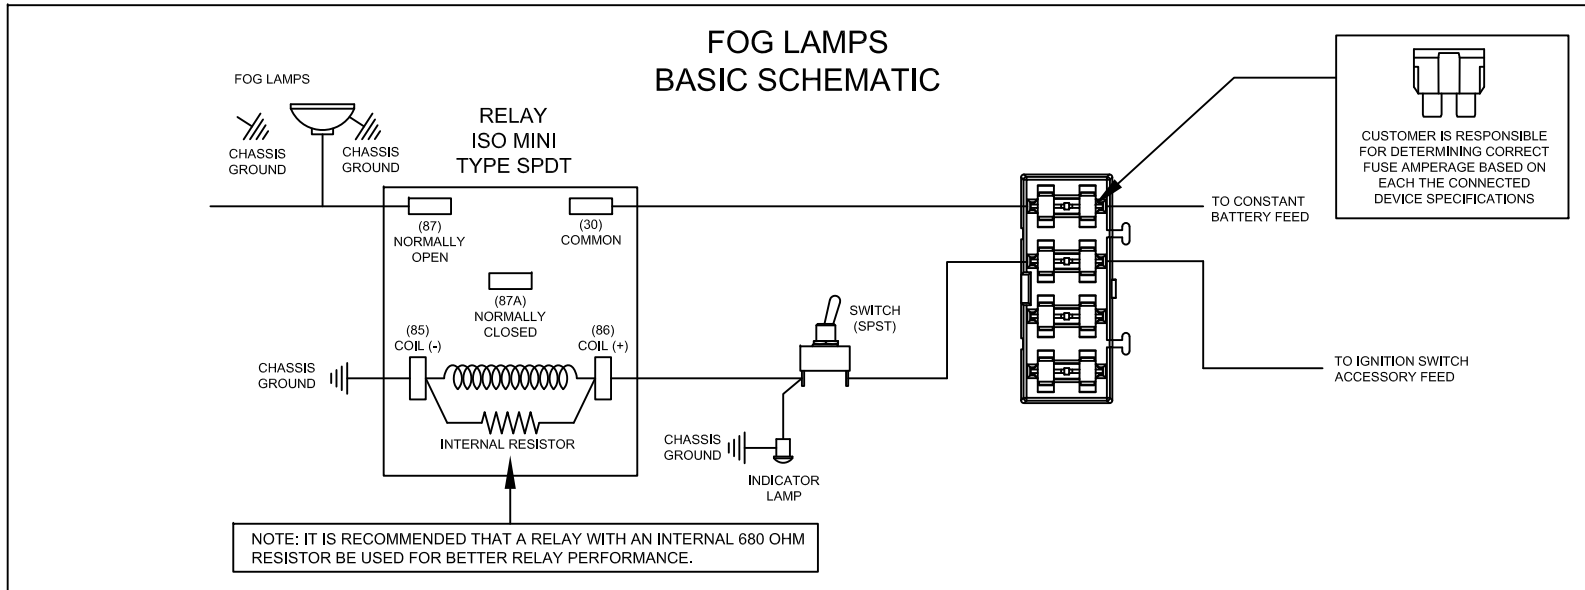 FOG LAMPS
BASIC SCHEMATIC
FOG LAMPS
CHASSIS
GROUND
CHASSIS
GROUND
RELAY
ISO MINI
TYPE SPDT
CUSTOMER IS RESPONSIBLE
FOR DETERMINING CORRECT
FUSE AMPERAGE BASED ON
EACH THE CONNECTED
DEVICE SPECIFICATIONS
(87)
NORMALLY
OPEN
(30)
COMMON
TO CONSTANT
BATTERY FEED
(87A)
NORMALLY
CLOSED
(85)
COIL (-)
(86)
COIL (+)
SWITCH
(SPST)
CHASSIS
GROUND
TO IGNITION SWITCH
ACCESSORY FEED
INTERNAL RESISTOR
CHASSIS
GROUND
INDICATOR
LAMP
NOTE: IT IS RECOMMENDED THAT A RELAY WITH AN INTERNAL 680 OHM
RESISTOR BE USED FOR BETTER RELAY PERFORMANCE.